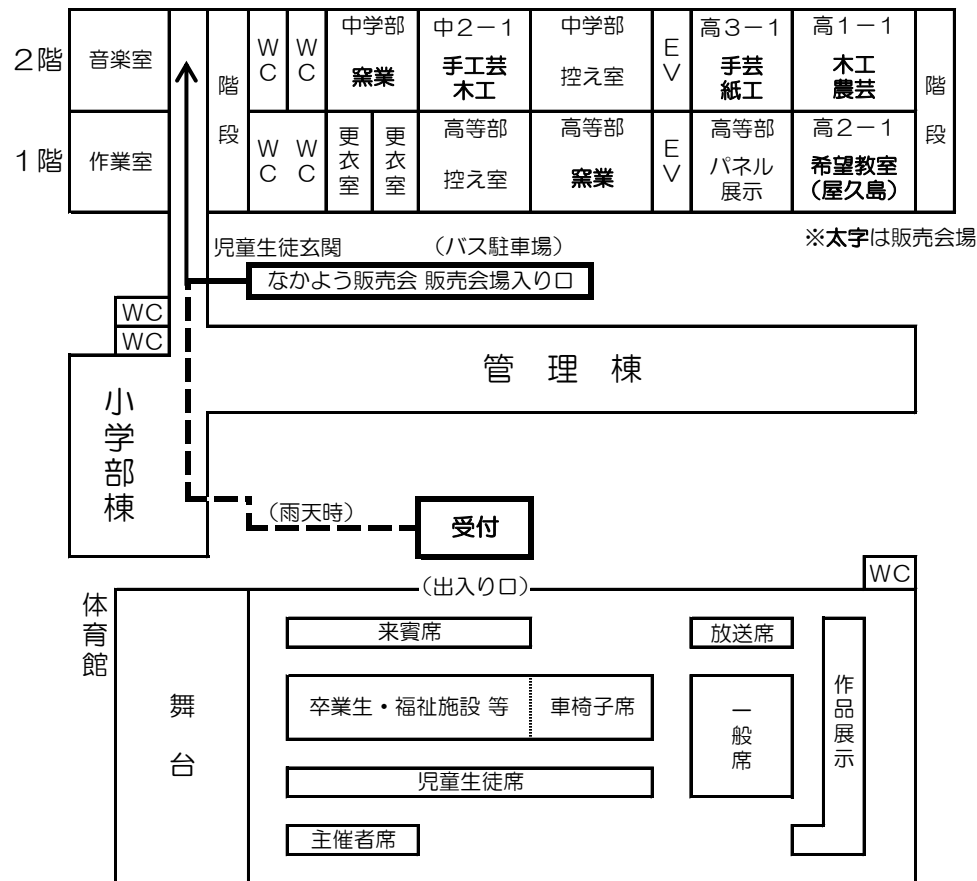 2階
音楽室
階段
WC
WC
中学部
窯業
中2－1
手工芸
木工
中学部
控え室
EV
高3－1
手芸
紙工
高1－1
木工
農芸
階段
1階
作業室
WC
WC
更衣室
更衣室
高等部
控え室
高等部
窯業
EV
高等部
パネル
展示
高2－1
希望教室
（屋久島）
※太字は販売会場
児童生徒玄関
（バス駐車場）
なかよう販売会 販売会場入り口
WC
WC
管理棟
小学部棟
（雨天時）
受付
WC
（出入り口）
体育館
舞台
来賓席
放送席
卒業生・福祉施設 等
車椅子席
一般席
作品展示
児童生徒席
主催者席